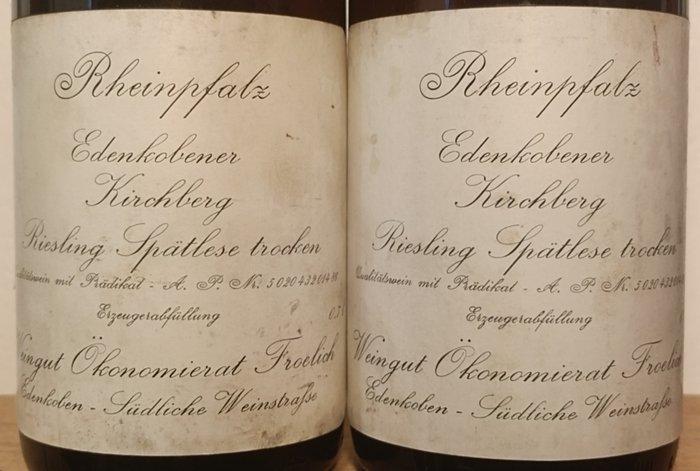 Rheinpfalz
Edenkobener
Kirchberg
Riesling Spätlese trocken
Qualitätswein mit Prädikat - A. P. Nr.
Erzeugerabfüllung
Weingut Ökonomierat Froelich
Edenkoben - Südliche Weinstraße
Rheinpfalz
Edenkobener
Kirchberg
Riesling Spätlese trocken
Qualitätswein mit Prädikat - A. P. Nr.
Erzeugerabfüllung
Weingut Ökonomierat Froelich
Edenkoben - Südliche Weinstraße